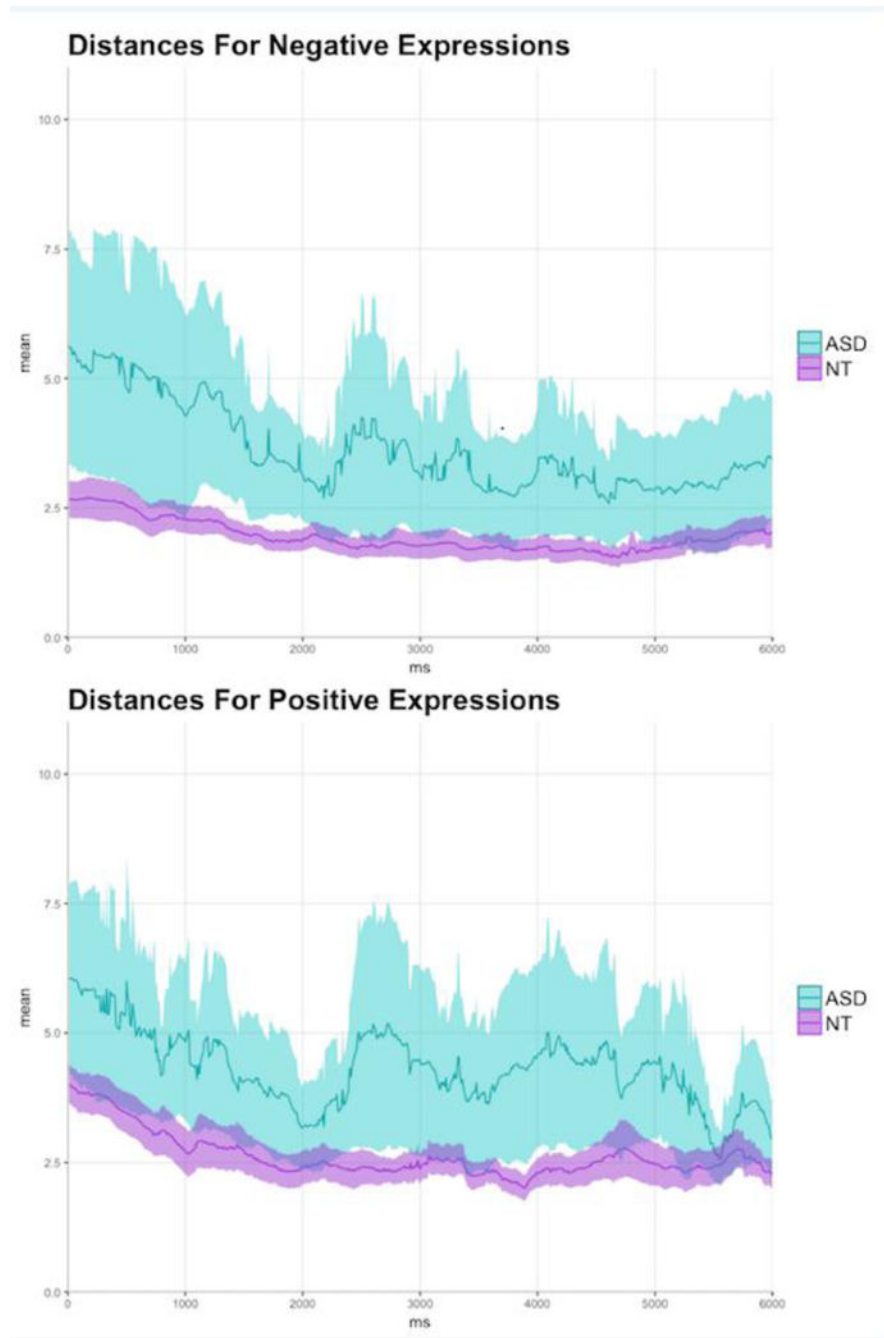 Distances For Negative Expressions
10.0
7.5
5.0
2.5
0.0
mean
0 1000 2000 3000 4000 5000 6000
ms
ASD
NT
Distances For Positive Expressions
10.0
7.5
5.0
2.5
0.0
mean
0 1000 2000 3000 4000 5000 6000
ms
ASD
NT